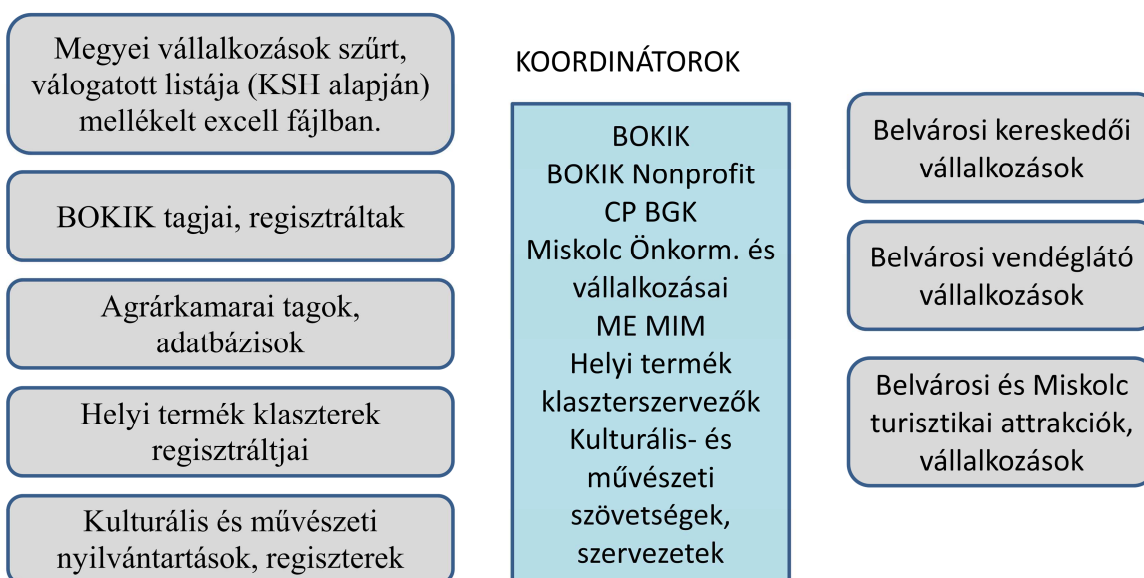 Megyei vállalkozások szűrt,
válogatott listája (KSH alapján)
mellékelt excell fájlban.
BOKIK tagjai, regisztráltak
Agrárkamarai tagok,
adatbázisok
Helyi termék klaszterek
regisztráltjai
Kulturális és művészeti
nyilvántartások, regiszterek
KOORDINÁTOROK
BOKIK
BOKIK Nonprofit
CP BGK
Miskolc Önkorm. és
vállalkozásai
ME MIM
Helyi termék
klaszterszervezők
Kulturális- és
művészeti
szövetségek,
szervezetek
Belvárosi kereskedői
vállalkozások
Belvárosi vendéglátó
vállalkozások
Belvárosi és Miskolc
turisztikai attrakciók,
vállalkozások